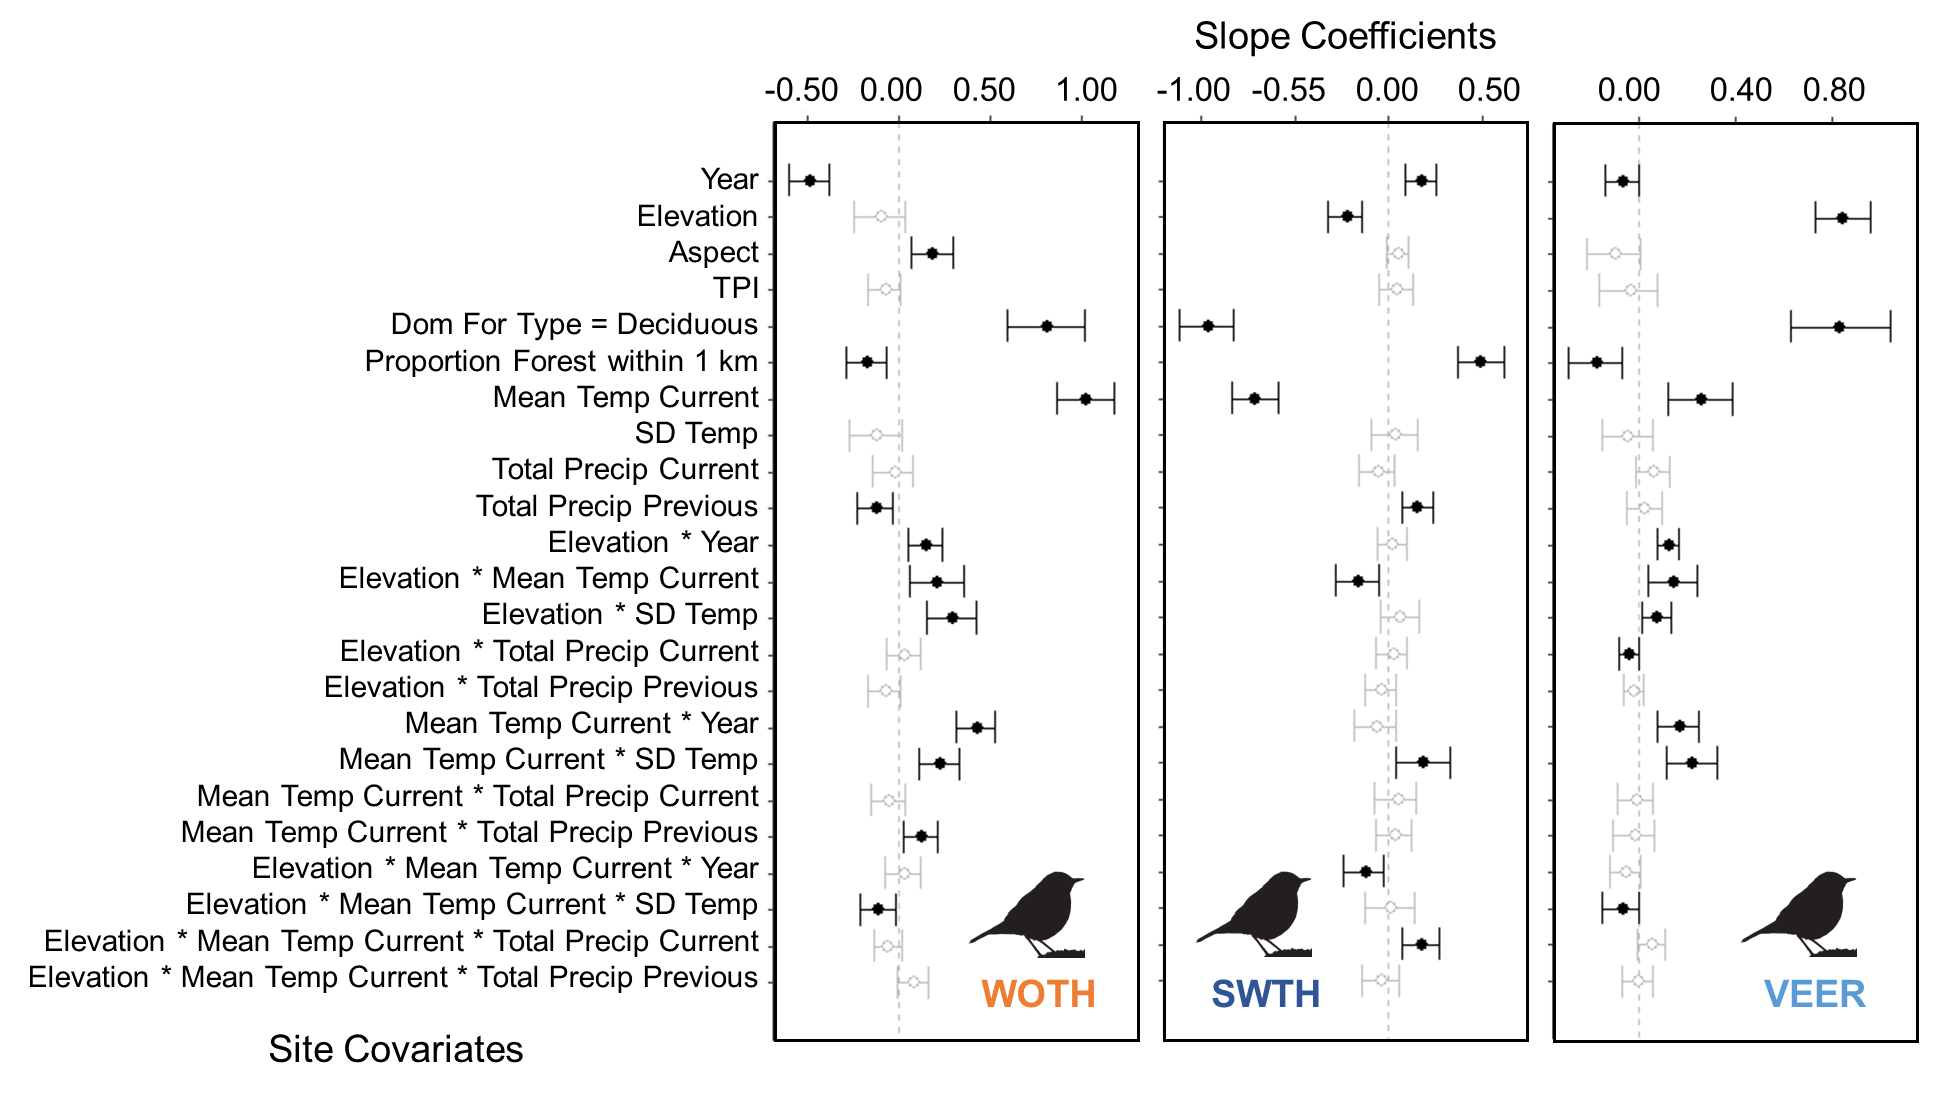 Slope Coefficients
-0.50 0.00 0.50 1.00 -1.00 -0.55 0.00 0.50 0.00 0.40 0.80
Year
Elevation
Aspect
TPI
Dom For Type = Deciduous
Proportion Forest within 1 km
Mean Temp Current
SD Temp
Total Precip Current
Total Precip Previous
Elevation * Year
Elevation * Mean Temp Current
Elevation * SD Temp
Elevation * Total Precip Current
Elevation * Total Precip Previous
Mean Temp Current * Year
Mean Temp Current * SD Temp
Mean Temp Current * Total Precip Current
Mean Temp Current * Total Precip Previous
Elevation * Mean Temp Current * Year
Elevation * Mean Temp Current * SD Temp
Elevation * Mean Temp Current * Total Precip Current
Elevation * Mean Temp Current * Total Precip Previous
WOTH SWTH VEER
Site Covariates